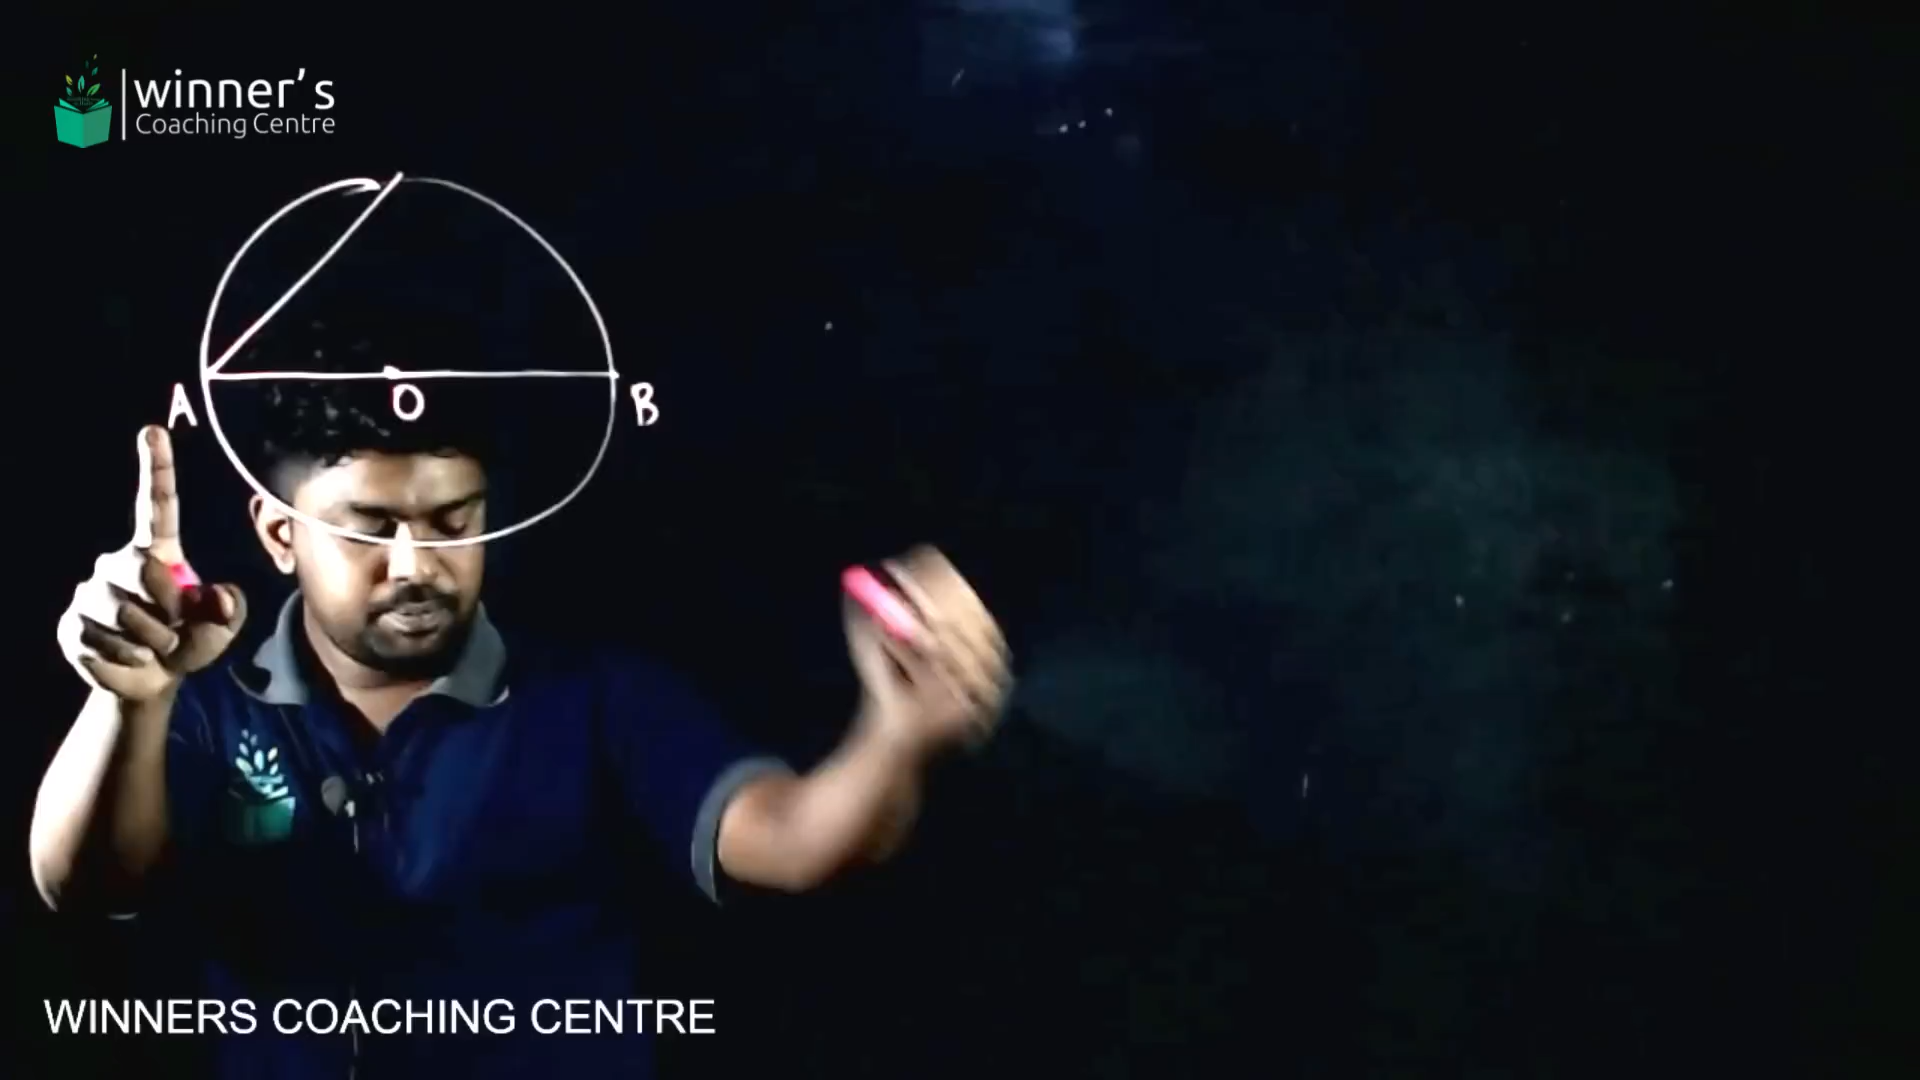 winner's
Coaching Centre
A
O
B
WINNERS COACHING CENTRE